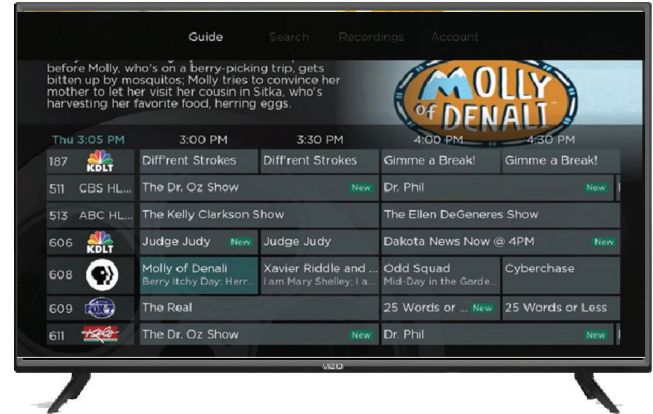 Guide Search Recordings Account
before Molly, who's on a berry-picking trip, gets
bitten up by mosquitos; Molly tries to convince her
mother to let her visit her cousin in Sitka, who's
harvesting her favorite food, herring
eggs.
MOLLY
OF DENALI
Thu 3:05 PM 3:00 PM 3:30 PM 4:00 PM 4:30 PM
187 KDLT Diff'rent Strokes Diff'rent Strokes Gimme a Break! Gimme a Break!
511 CBS HL... The Dr. Oz Show New Dr. Phil New
513 ABC HL... The Kelly Clarkson Show The Ellen DeGeneres Show
606 KDLT Judge Judy New Judge Judy Dakota News Now @ 4PM New
608 Molly of Denali Xavier Riddle and ... Odd Squad Cyberchase
Berry Itchy Day; Herr... I am Mary Shelley; I a... Mid-Day in the Garde...
609 FOX The Real 25 Words or ... New 25 Words or Less
611 The Dr. Oz Show New Dr. Phil New
VIZIO